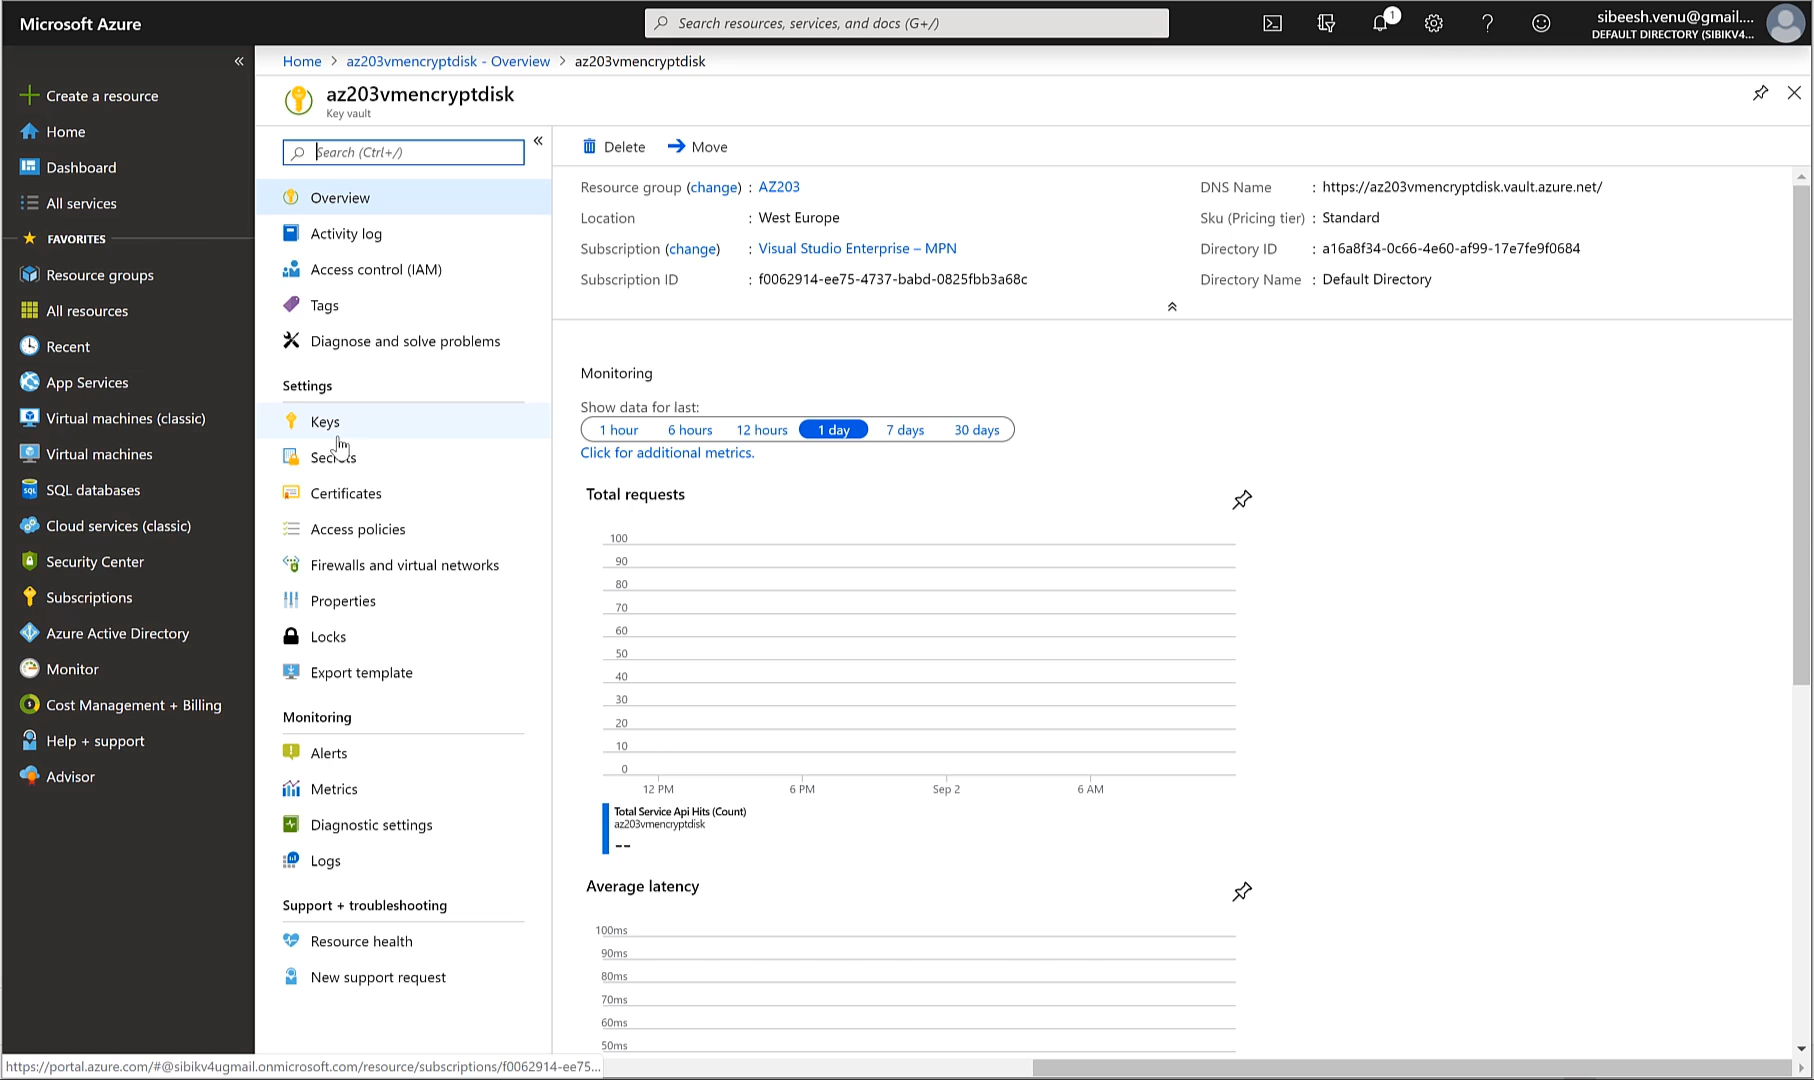 Microsoft Azure
Search resources, services, and docs (G+/)
1
sibeesh.venu@gmail....
DEFAULT DIRECTORY (SIBIKV4...
«
Create a resource
Home
Dashboard
All services
FAVORITES
Resource groups
All resources
Recent
App Services
Virtual machines (classic)
Virtual machines
SQL databases
Cloud services (classic)
Security Center
Subscriptions
Azure Active Directory
Monitor
Cost Management + Billing
Help + support
Advisor
Home > az203vmencryptdisk - Overview > az203vmencryptdisk
az203vmencryptdisk
Key vault
Search (Ctrl+/)
«
Overview
Activity log
Access control (IAM)
Tags
Diagnose and solve problems
Settings
Keys
Secrets
Certificates
Access policies
Firewalls and virtual networks
Properties
Locks
Export template
Monitoring
Alerts
Metrics
Diagnostic settings
Logs
Support + troubleshooting
Resource health
New support request
Delete Move
Resource group (change) : AZ203
Location : West Europe
Subscription (change) : Visual Studio Enterprise – MPN
Subscription ID : f0062914-ee75-4737-babd-0825fbb3a68c
DNS Name : https://az203vmencryptdisk.vault.azure.net/
Sku (Pricing tier) : Standard
Directory ID : a16a8f34-0c66-4e60-af99-17e7fe9f0684
Directory Name : Default Directory
Monitoring
Show data for last:
1 hour 6 hours 12 hours 1 day 7 days 30 days
Click for additional metrics.
Total requests
100
90
80
70
60
50
40
30
20
10
0
12 PM 6 PM Sep 2 6 AM
Total Service Api Hits (Count)
az203vmencryptdisk
--
Average latency
100ms
90ms
80ms
70ms
60ms
50ms
https://portal.azure.com/#@sibikv4ugmail.onmicrosoft.com/resource/subscriptions/f0062914-ee75...